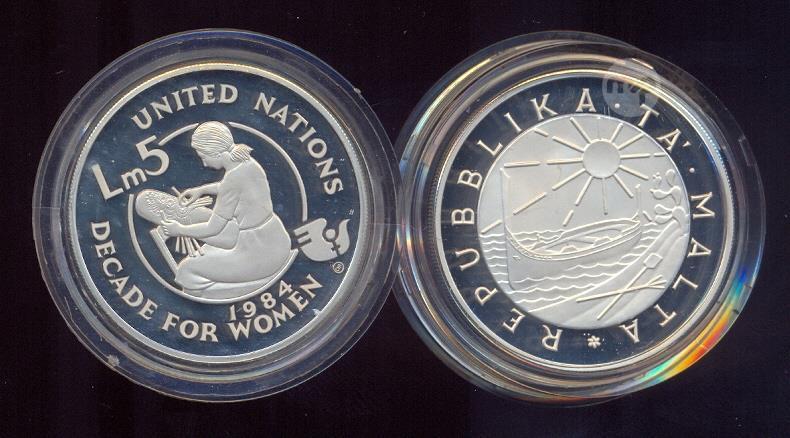 UNITED NATIONS
Lm5
1984
DECADE FOR WOMEN
REPUBBLIKA · TA' · MALTA *